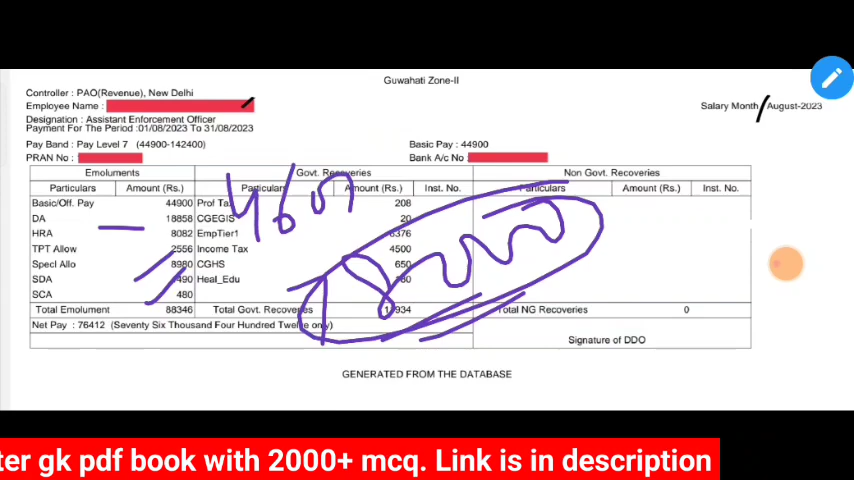 Guwahati Zone-II
Controller : PAO(Revenue), New Delhi
Employee Name :
Salary Month August-2023
Designation : Assistant Enforcement Officer
Payment For The Period :01/08/2023 To 31/08/2023
Pay Band : Pay Level 7 (44900-142400) Basic Pay : 44900
PRAN No : Bank A/c No :
Emoluments Govt. Recoveries Non Govt. Recoveries
Particulars Amount (Rs.) Particulars Amount (Rs.) Inst. No. Particulars Amount (Rs.) Inst. No.
Basic/Off. Pay 44900 Prof Tax 208
DA 18858 CGEGIS 20
HRA 8082 EmpTier1 6376
TPT Allow 2556 Income Tax 4500
Specl Allo 8980 CGHS 650
SDA 490 Heal_Edu
SCA 480
Total Emolument 88346 Total Govt. Recoveries Total NG Recoveries 0
Net Pay : 76412 (Seventy Six Thousand Four Hundred Twelve only)
Signature of DDO
GENERATED FROM THE DATABASE
ter gk pdf book with 2000+ mcq. Link is in description